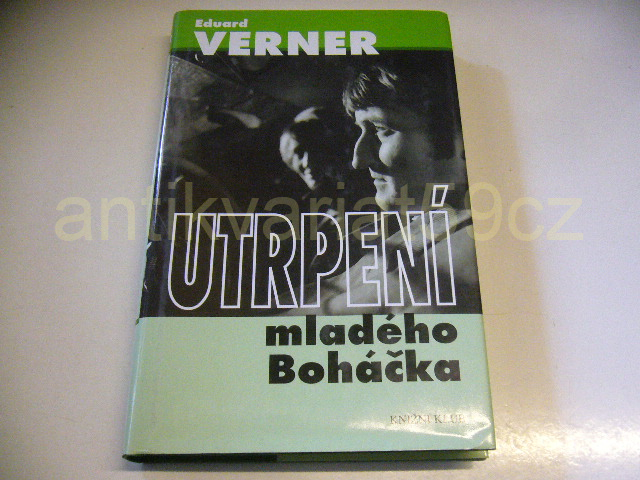 Eduard
VERNER
antikvariat59cz
UTRPENÍ
mladého
Boháčka
KNIŽNÍ KLUB